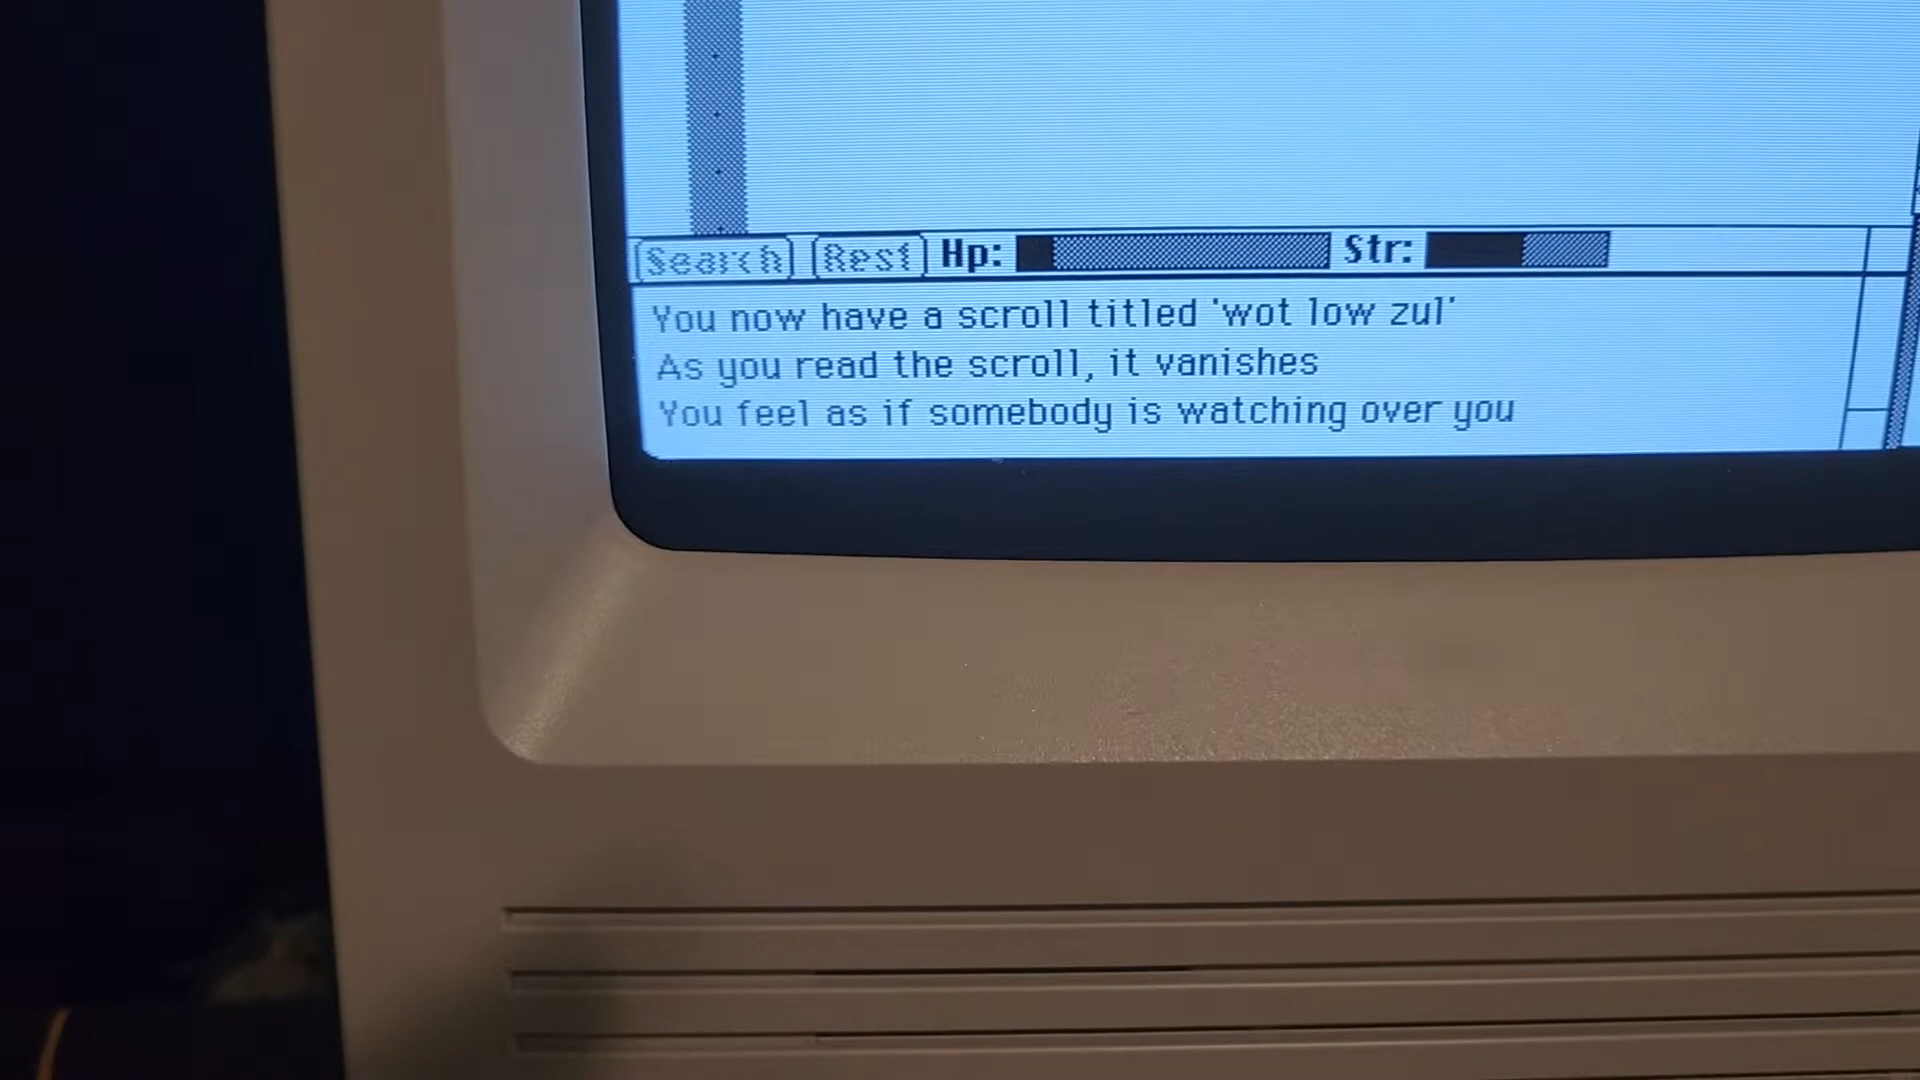 Search Rest Hp: Str:
You now have a scroll titled 'wot low zul'
As you read the scroll, it vanishes
You feel as if somebody is watching over you